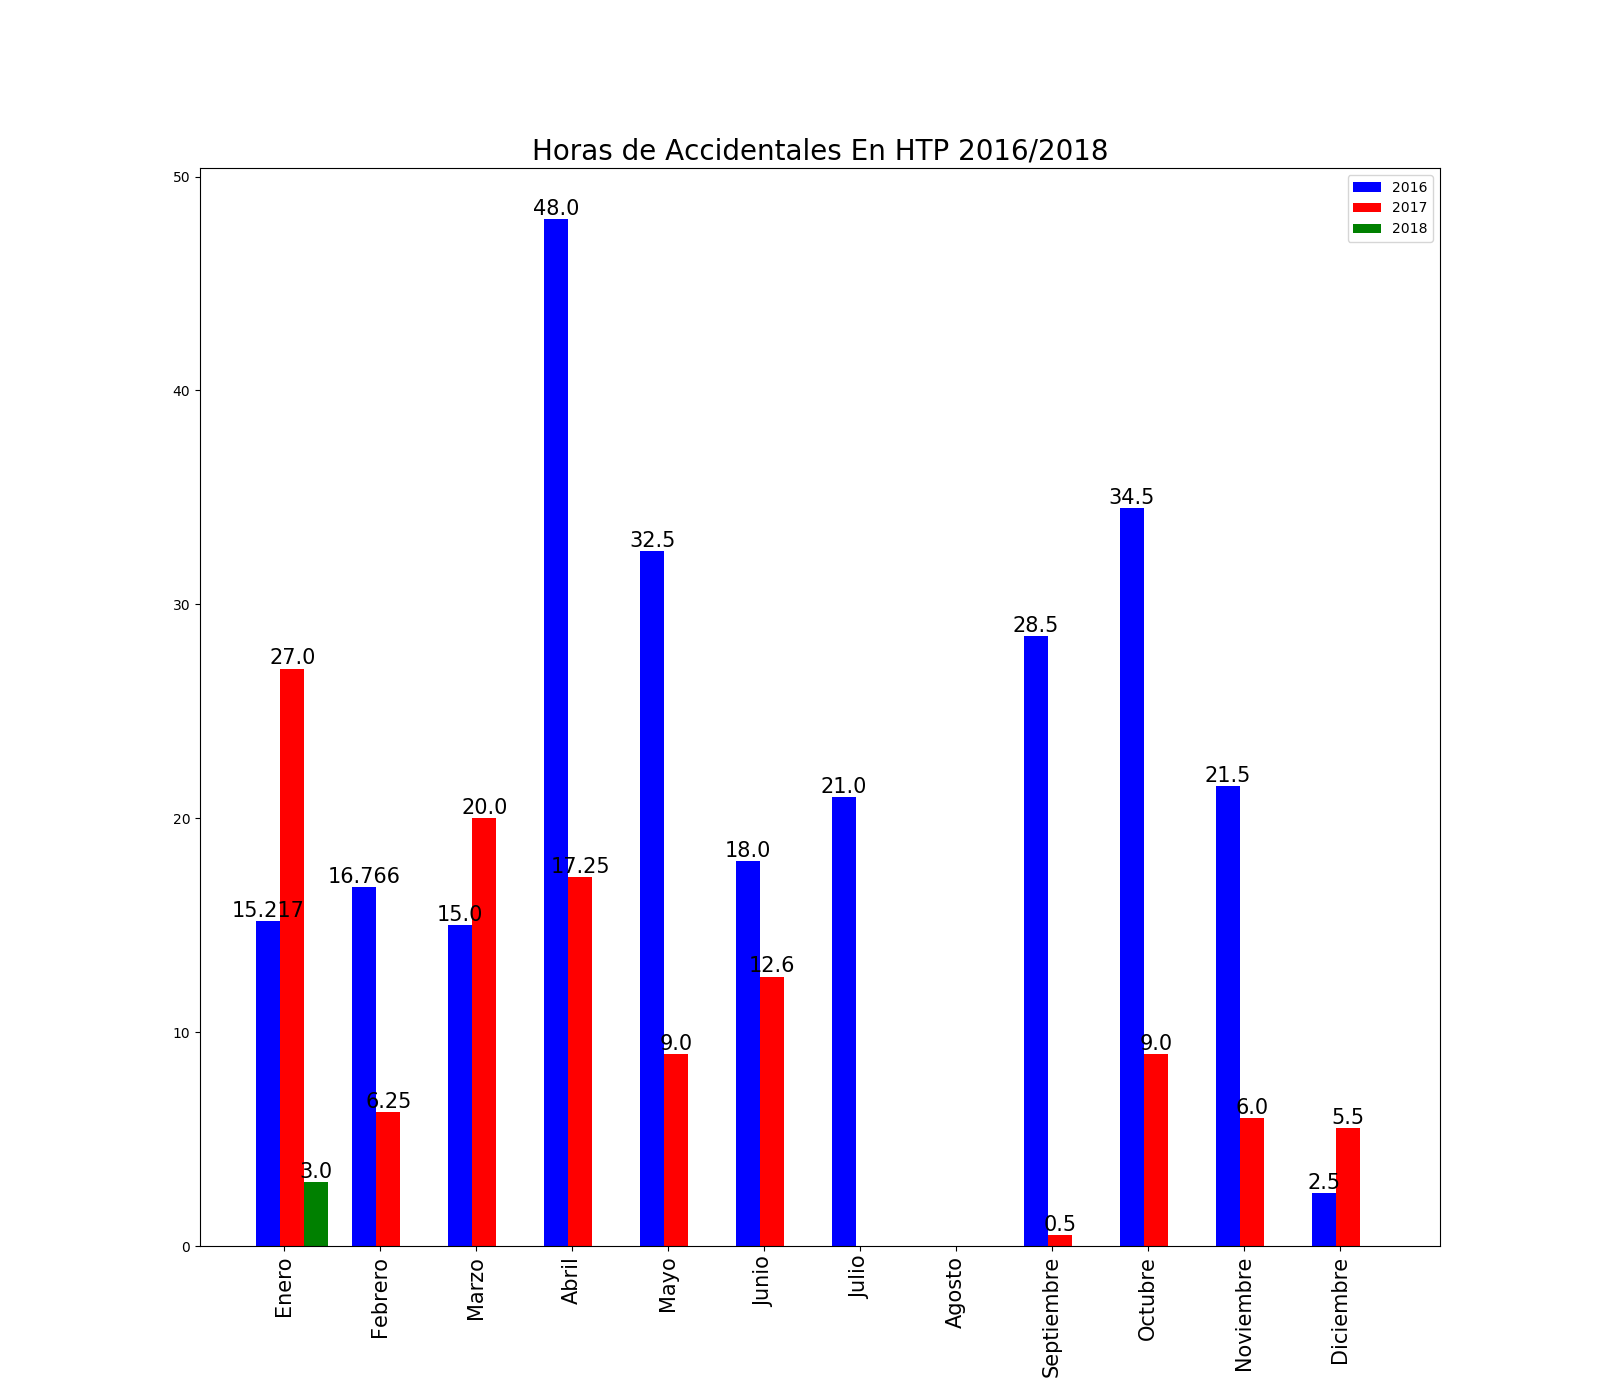 Horas de Accidentales En HTP 2016/2018
2016
2017
2018
50
40
30
20
10
0
15.217
27.0
3.0
16.766
6.25
15.0
20.0
48.0
17.25
32.5
9.0
18.0
12.6
21.0
28.5
0.5
34.5
9.0
21.5
6.0
2.5
5.5
Enero
Febrero
Marzo
Abril
Mayo
Junio
Julio
Agosto
Septiembre
Octubre
Noviembre
Diciembre